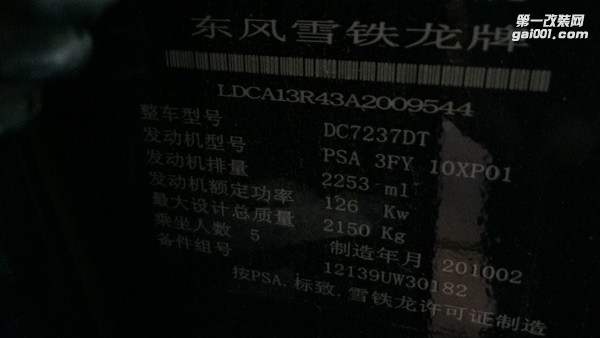 第一改装网
gai001.com
东风雪铁龙牌
LDCA13R43A2009544
整车型号 DC7237DT
发动机型号 PSA 3FY 10XP01
发动机排量 2253 ml
发动机额定功率 126 Kw
最大设计总质量 2150 Kg
乘坐人数 5 制造年月 201002
备件组号 12139UW30182
按PSA.标致.雪铁龙许可证制造